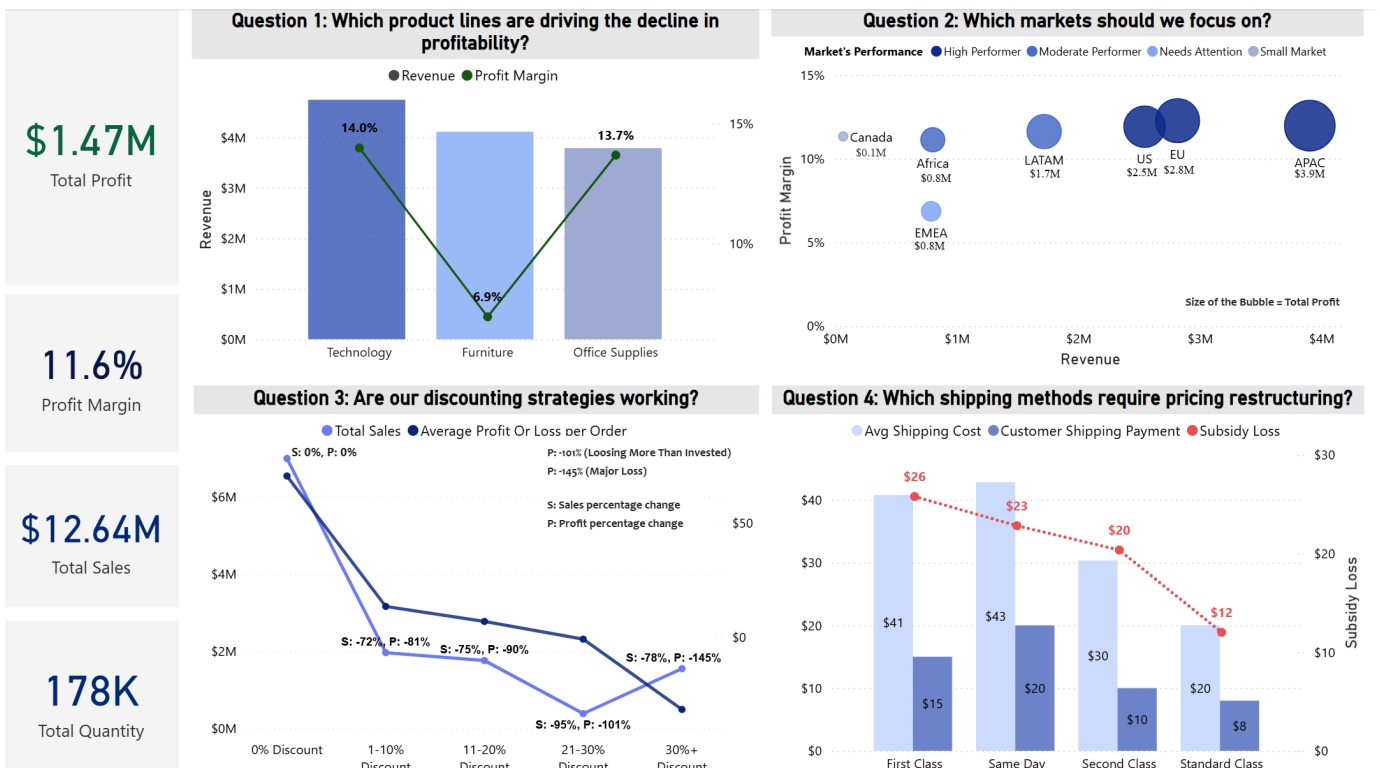 $1.47M
Total Profit
11.6%
Profit Margin
$12.64M
Total Sales
178K
Total Quantity
Question 1: Which product lines are driving the decline in
profitability?
Revenue Profit Margin
14.0%
6.9%
13.7%
Revenue
$4M
$3M
$2M
$1M
$0M
15%
10%
Technology Furniture Office Supplies
Question 2: Which markets should we focus on?
Market's Performance High Performer Moderate Performer Needs Attention Small Market
Profit Margin
15%
10%
5%
0%
Canada
$0.1M
Africa
$0.8M
EMEA
$0.8M
LATAM
$1.7M
US
$2.5M
EU
$2.8M
APAC
$3.9M
Size of the Bubble = Total Profit
$0M $1M $2M $3M $4M
Revenue
Question 3: Are our discounting strategies working?
Total Sales Average Profit Or Loss per Order
S: 0%, P: 0%
P: -101% (Loosing More Than Invested)
P: -145% (Major Loss)
S: Sales percentage change
P: Profit percentage change
$6M
$4M
$2M
$0M
$50
$0
S: -72%, P: -81%
S: -75%, P: -90%
S: -95%, P: -101%
S: -78%, P: -145%
0% Discount 1-10% 11-20% 21-30% 30%+
Discount Discount Discount Discount
Question 4: Which shipping methods require pricing restructuring?
Avg Shipping Cost Customer Shipping Payment Subsidy Loss
$40
$30
$20
$10
$0
$30
$20
$10
$0
Subsidy Loss
$26
$23
$20
$12
$41
$15
$43
$20
$30
$10
$20
$8
First Class Same Day Second Class Standard Class